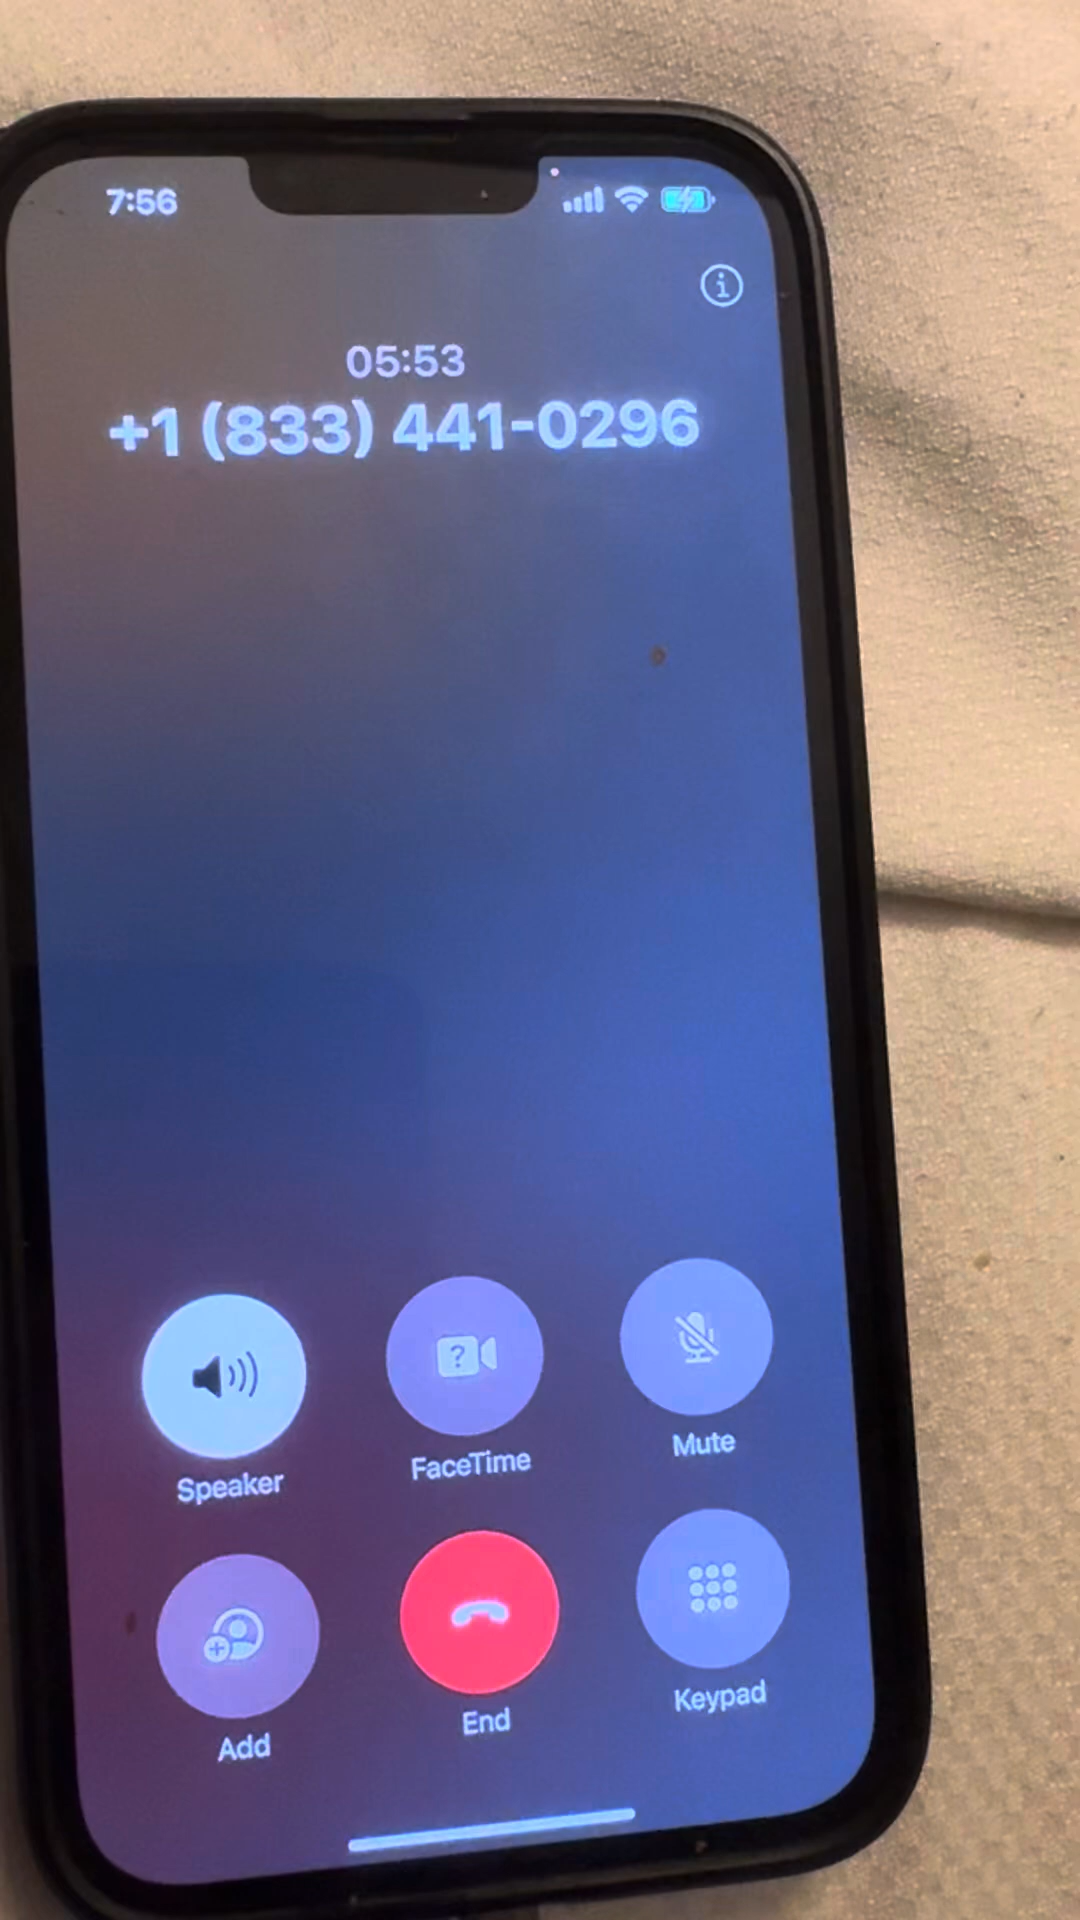 7:56
05:53
+1 (833) 441-0296
Speaker
FaceTime
Mute
Add
End
Keypad